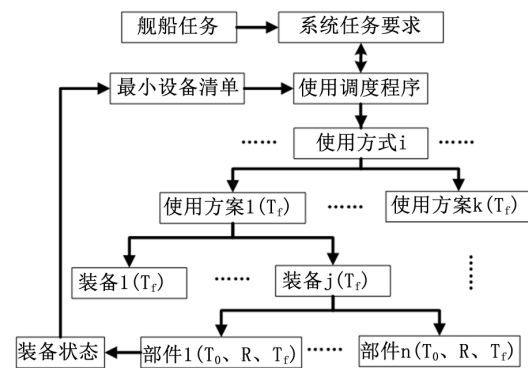 舰船任务
系统任务要求
最小设备清单
使用调度程序
……
使用方式i
……
使用方案1(Tf)
……
使用方案k(Tf)
装备1(Tf)
……
装备j(Tf)
……
装备状态
部件1(T0、R、Tf)
……
部件n(T0、R、Tf)